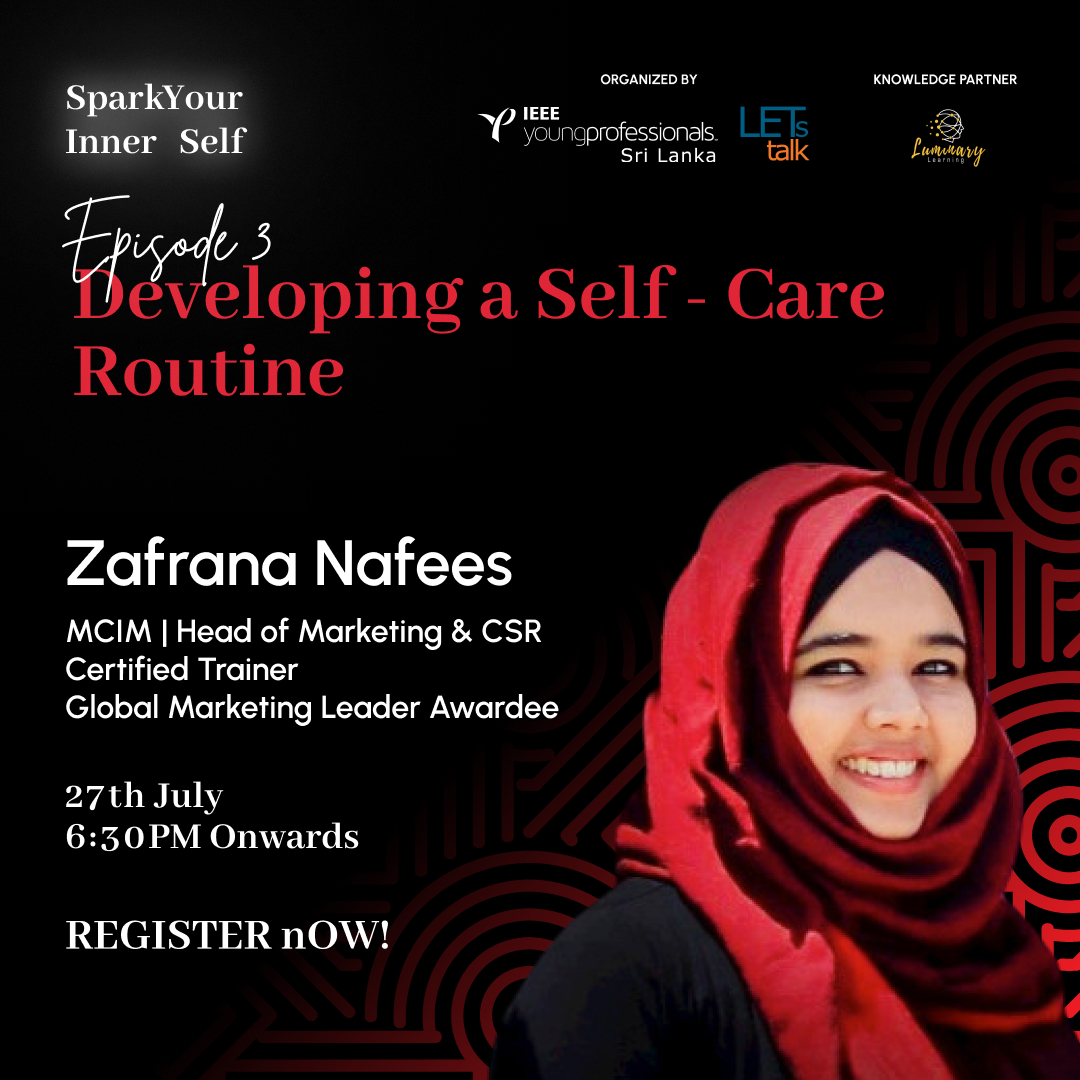 SparkYour
Inner Self
ORGANIZED BY
IEEE
youngprofessionals
Sri Lanka
LETs
talk
KNOWLEDGE PARTNER
Luminary
Learning
Episode 3
Developing a Self - Care
Routine
Zafrana Nafees
MCIM | Head of Marketing & CSR
Certified Trainer
Global Marketing Leader Awardee
27th July
6:30PM Onwards
REGISTER nOW!